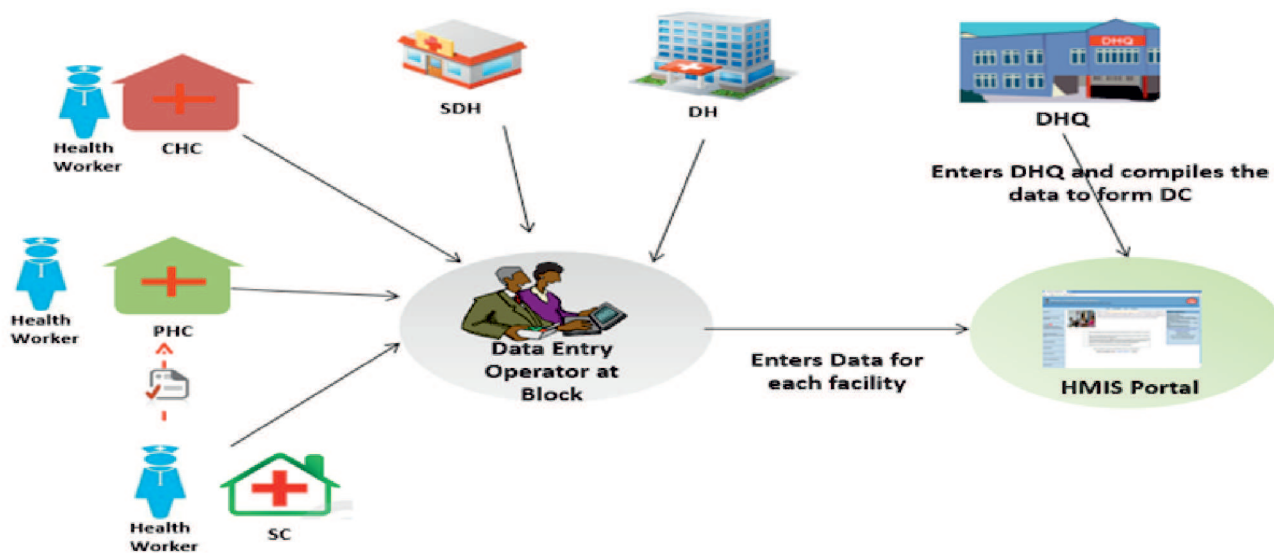 DHQ
SDH
DH
DHQ
Health
Worker
CHC
Enters DHQ and compiles the
data to form DC
Health
Worker
PHC
Data Entry
Operator at
Block
Enters Data for
each facility
HMIS Portal
Health
Worker
SC